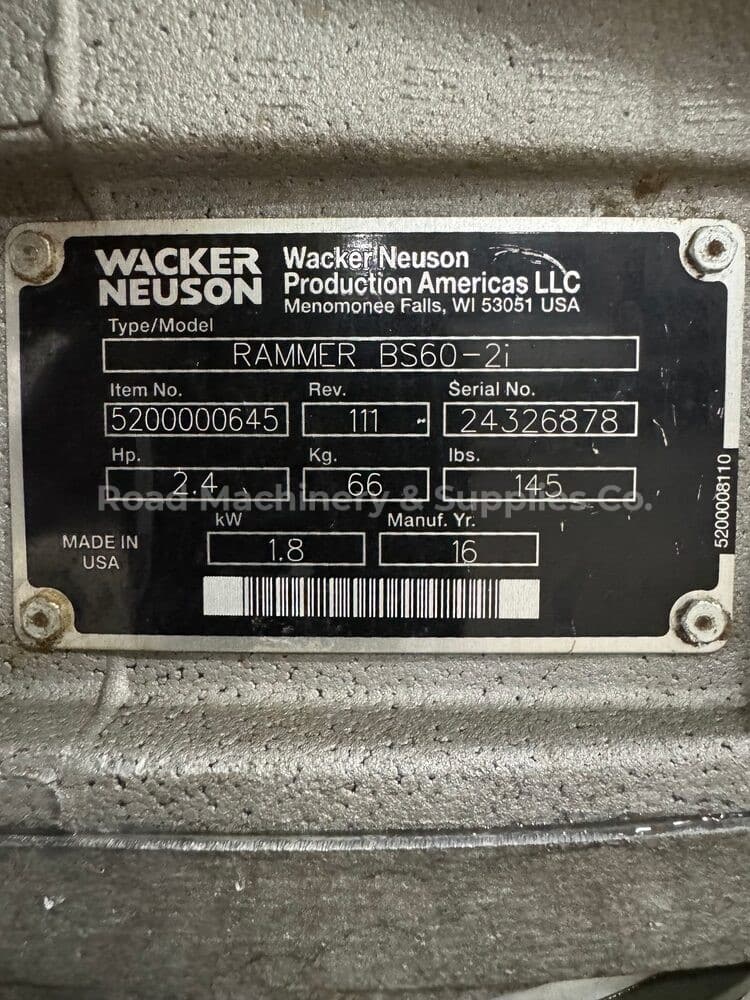 WACKER
NEUSON
Wacker Neuson
Production Americas LLC
Menomonee Falls, WI 53051 USA
Type/Model
RAMMER BS60-2i
Item No. Rev. Serial No.
5200000645 111 24326878
Hp. Kg. lbs.
2.4 66 145
Road Machinery & Supplies Co.
kW Manuf. Yr.
MADE IN
USA
1.8 16
5200008110